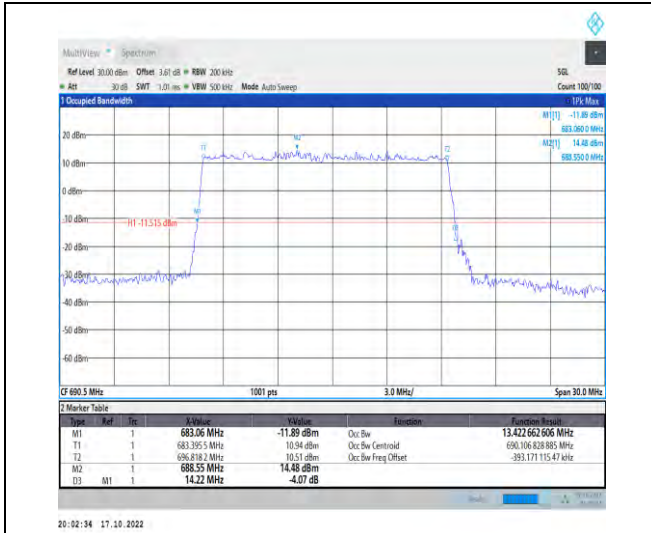 MultiView Spectrum
Ref Level 30.00 dBm Offset 3.61 dB RBW 200 kHz SGL
Att 30 dB SWT 1.01 ms VBW 500 kHz Mode Auto Sweep Count 100/100
1 Occupied Bandwidth 1Pk Max
M1[1] -11.89 dBm
683.060 0 MHz
M2[1] 14.48 dBm
688.550 0 MHz
20 dBm
M2
T1 T2
10 dBm
0 dBm
M1
-10 dBm
H1 -11.515 dBm
-20 dBm
-30 dBm
-40 dBm
-50 dBm
-60 dBm
CF 690.5 MHz 1001 pts 3.0 MHz/ Span 30.0 MHz
2 Marker Table
Type Ref Trc X-Value Y-Value Function Function Result
M1 1 683.06 MHz -11.89 dBm Occ Bw 13.422 662 606 MHz
T1 1 683.395 5 MHz 10.94 dBm Occ Bw Centroid 690.106 828 885 MHz
T2 1 696.818 2 MHz 10.51 dBm Occ Bw Freq Offset -393.171 115 47 kHz
M2 1 688.55 MHz 14.48 dBm
D3 M1 1 14.22 MHz -4.07 dB
20:02:34 17.10.2022